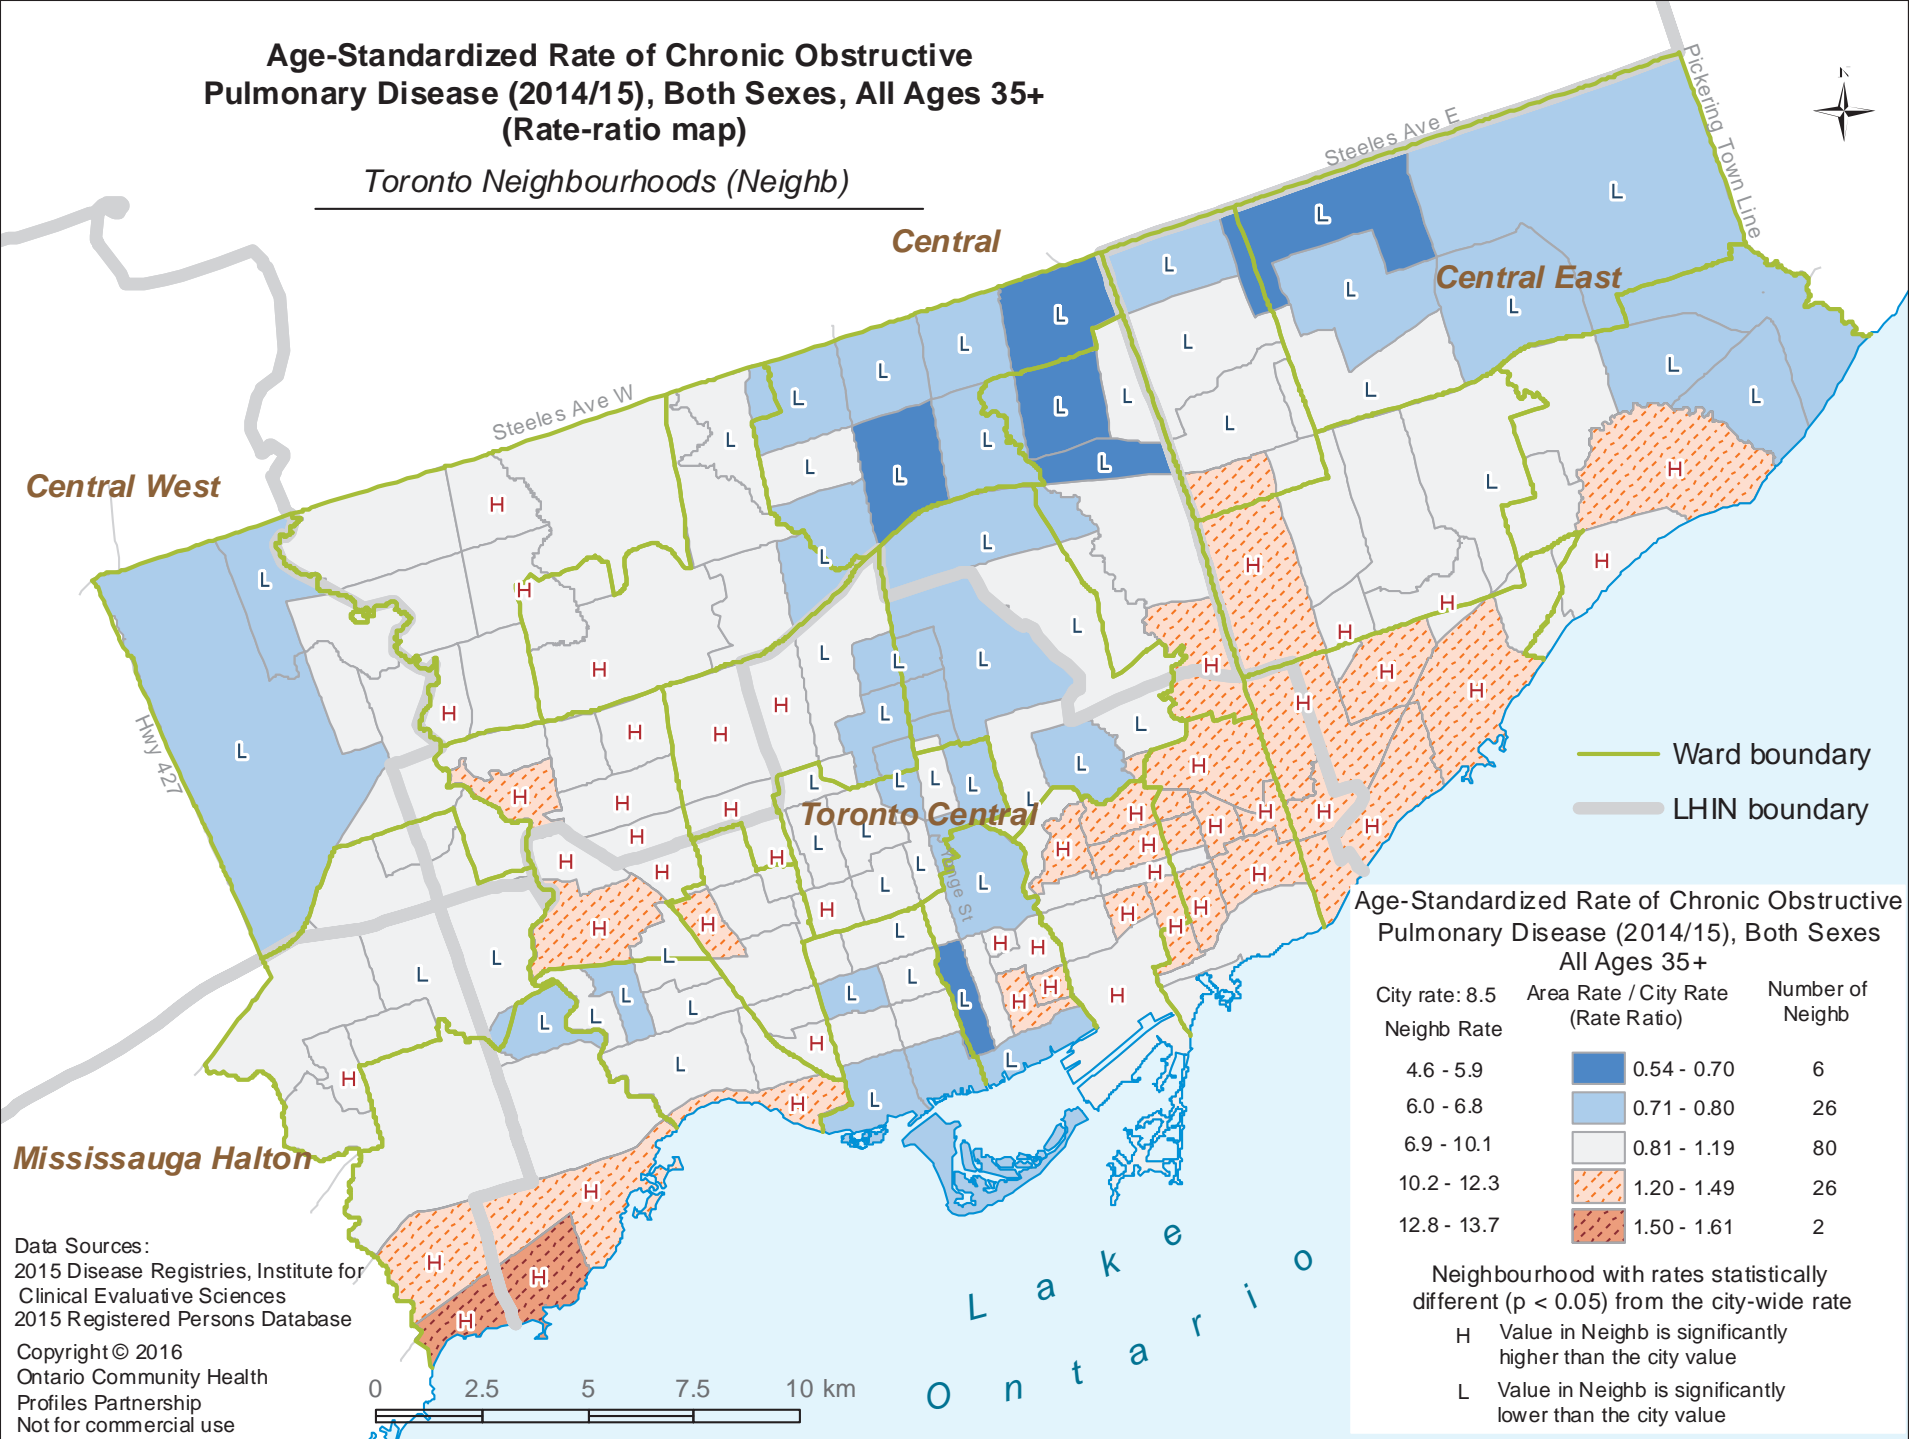 Age-Standardized Rate of Chronic Obstructive
Pulmonary Disease (2014/15), Both Sexes, All Ages 35+
(Rate-ratio map)
Toronto Neighbourhoods (Neighb)
N
Steeles Ave E
Pickering Town Line
Central
Central East
Steeles Ave W
Central West
Hwy 427
Toronto Central
Yonge St
Mississauga Halton
Ward boundary
LHIN boundary
Age-Standardized Rate of Chronic Obstructive
Pulmonary Disease (2014/15), Both Sexes
All Ages 35+
City rate: 8.5
Neighb Rate
Area Rate / City Rate
(Rate Ratio)
Number of
Neighb
4.6 - 5.9 0.54 - 0.70 6
6.0 - 6.8 0.71 - 0.80 26
6.9 - 10.1 0.81 - 1.19 80
10.2 - 12.3 1.20 - 1.49 26
12.8 - 13.7 1.50 - 1.61 2
Neighbourhood with rates statistically
different (p < 0.05) from the city-wide rate
H Value in Neighb is significantly
higher than the city value
L Value in Neighb is significantly
lower than the city value
Lake
Ontario
Data Sources:
2015 Disease Registries, Institute for
Clinical Evaluative Sciences
2015 Registered Persons Database
Copyright © 2016
Ontario Community Health
Profiles Partnership
Not for commercial use
0 2.5 5 7.5 10 km